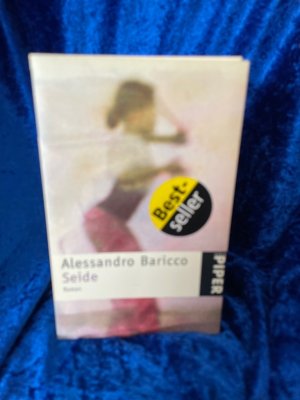 Best-
seller
Alessandro Baricco
Seide
Roman
PIPER